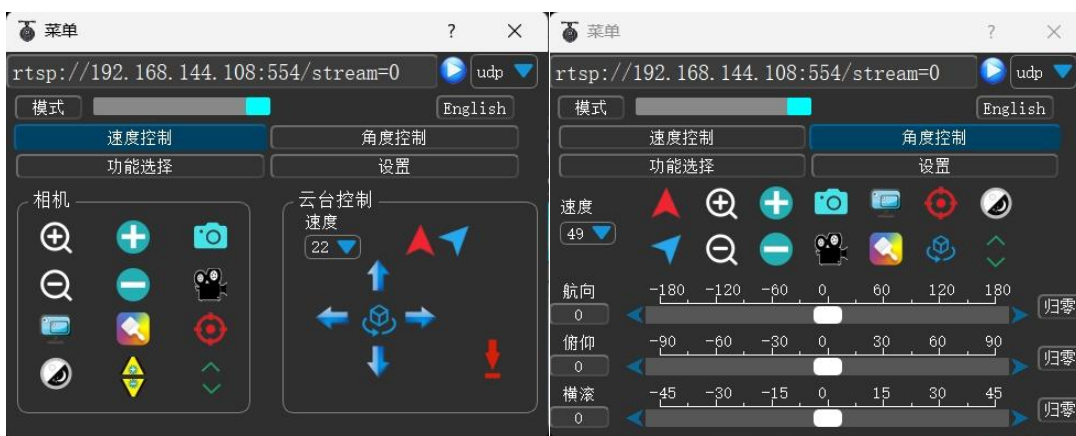 菜单
?
rtsp://192.168.144.108:554/stream=0
udp
模式
English
速度控制
角度控制
功能选择
设置
相机
云台控制
速度
22
菜单
?
rtsp://192.168.144.108:554/stream=0
udp
模式
English
速度控制
角度控制
功能选择
设置
速度
49
航向 -180 -120 -60 0 60 120 180
0 归零
俯仰 -90 -60 -30 0 30 60 90
0 归零
横滚 -45 -30 -15 0 15 30 45
0 归零